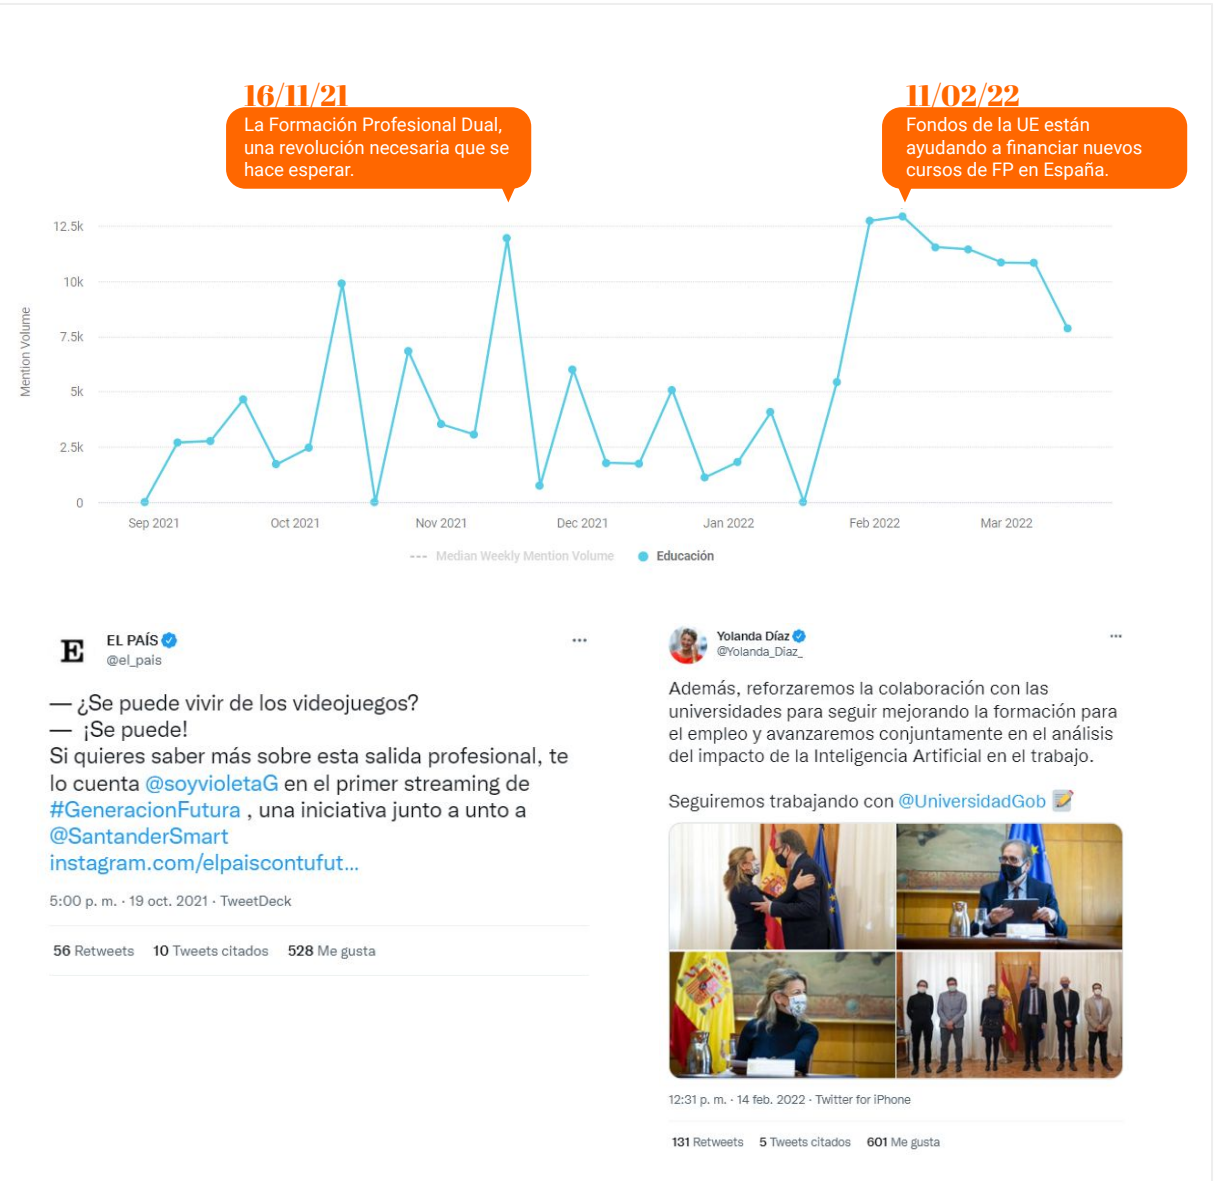 16/11/21
La Formación Profesional Dual,
una revolución necesaria que se
hace esperar.
11/02/22
Fondos de la UE están
ayudando a financiar nuevos
cursos de FP en España.
Mention Volume
12.5k
10k
7.5k
5k
2.5k
0
Sep 2021
Oct 2021
Nov 2021
Dec 2021
Jan 2022
Feb 2022
Mar 2022
Median Weekly Mention Volume
Educación
E
EL PAÍS
@el_pais
— ¿Se puede vivir de los videojuegos?
— ¡Se puede!
Si quieres saber más sobre esta salida profesional, te
lo cuenta @soyvioletaG en el primer streaming de
#GeneracionFutura , una iniciativa junto a unto a
@SantanderSmart
instagram.com/elpaiscontufut...
5:00 p. m. · 19 oct. 2021 · TweetDeck
56 Retweets 10 Tweets citados 528 Me gusta
Yolanda Díaz
@Yolanda_Diaz_
Además, reforzaremos la colaboración con las
universidades para seguir mejorando la formación para
el empleo y avanzaremos conjuntamente en el análisis
del impacto de la Inteligencia Artificial en el trabajo.
Seguiremos trabajando con @UniversidadGob
12:31 p. m. · 14 feb. 2022 · Twitter for iPhone
131 Retweets 5 Tweets citados 601 Me gusta